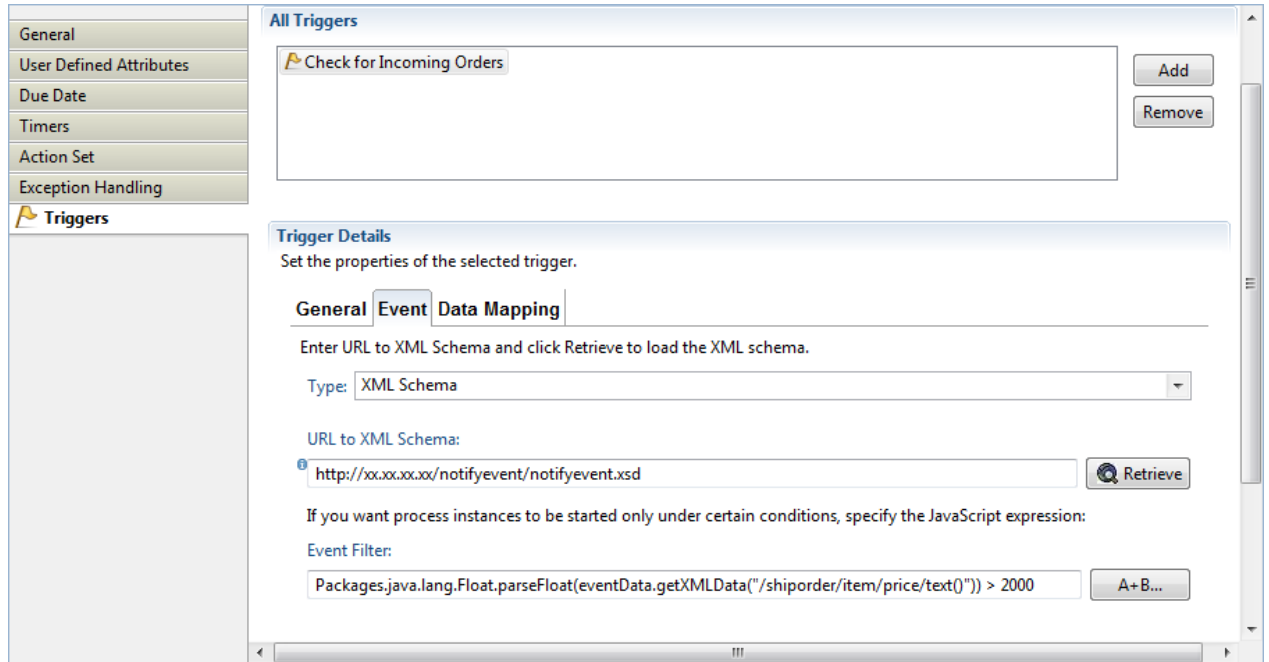 General
User Defined Attributes
Due Date
Timers
Action Set
Exception Handling
Triggers
All Triggers
Check for Incoming Orders
Add
Remove
Trigger Details
Set the properties of the selected trigger.
General Event Data Mapping
Enter URL to XML Schema and click Retrieve to load the XML schema.
Type: XML Schema
URL to XML Schema:
http://xx.xx.xx.xx/notifyevent/notifyevent.xsd Retrieve
If you want process instances to be started only under certain conditions, specify the JavaScript expression:
Event Filter:
Packages.java.lang.Float.parseFloat(eventData.getXMLData("/shiporder/item/price/text()")) > 2000 A+B...